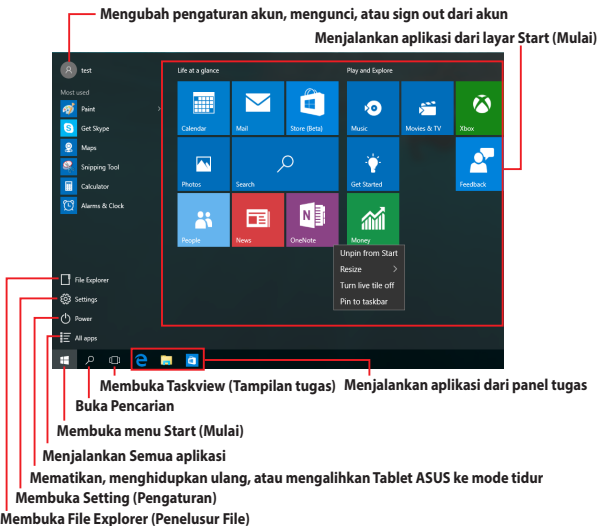 Mengubah pengaturan akun, mengunci, atau sign out dari akun
Menjalankan aplikasi dari layar Start (Mulai)
test
Life at a glance
Play and Explore
Most used
Paint
Get Skype
Maps
Snipping Tool
Calculator
Alarms & Clock
Calendar
Mail
Store (Beta)
Music
Movies & TV
Xbox
Photos
Search
Get Started
Feedback
People
News
OneNote
Money
Unpin from Start
Resize
Turn live tile off
Pin to taskbar
File Explorer
Settings
Power
All apps
Membuka Taskview (Tampilan tugas)
Menjalankan aplikasi dari panel tugas
Buka Pencarian
Membuka menu Start (Mulai)
Menjalankan Semua aplikasi
Mematikan, menghidupkan ulang, atau mengalihkan Tablet ASUS ke mode tidur
Membuka Setting (Pengaturan)
Membuka File Explorer (Penelusur File)